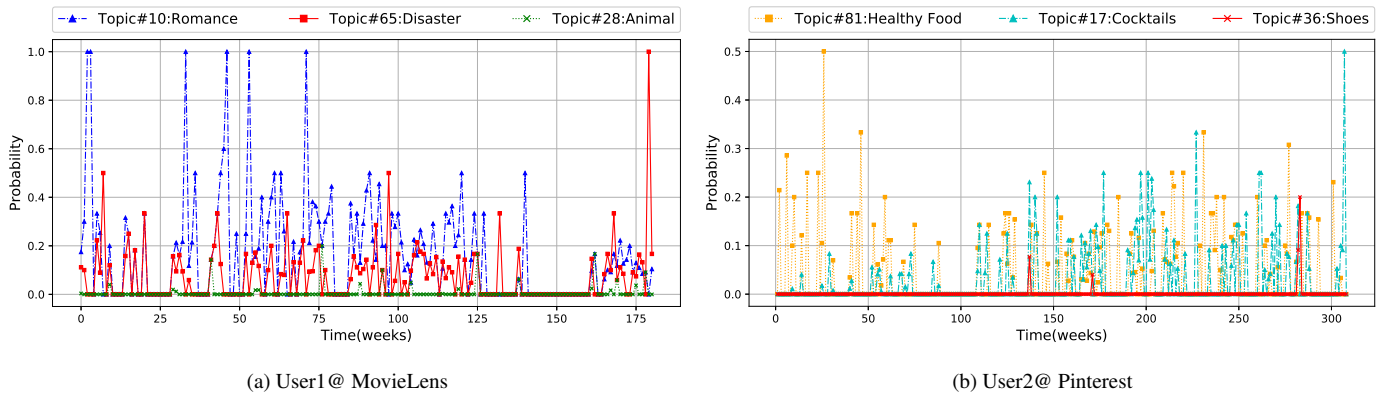 Topic#10:Romance Topic#65:Disaster Topic#28:Animal
1.0
0.8
0.6
0.4
0.2
0.0
Probability
0 25 50 75 100 125 150 175
Time(weeks)
(a) User1@ MovieLens
Topic#81:Healthy Food Topic#17:Cocktails Topic#36:Shoes
0.5
0.4
0.3
0.2
0.1
0.0
Probability
0 50 100 150 200 250 300
Time(weeks)
(b) User2@ Pinterest